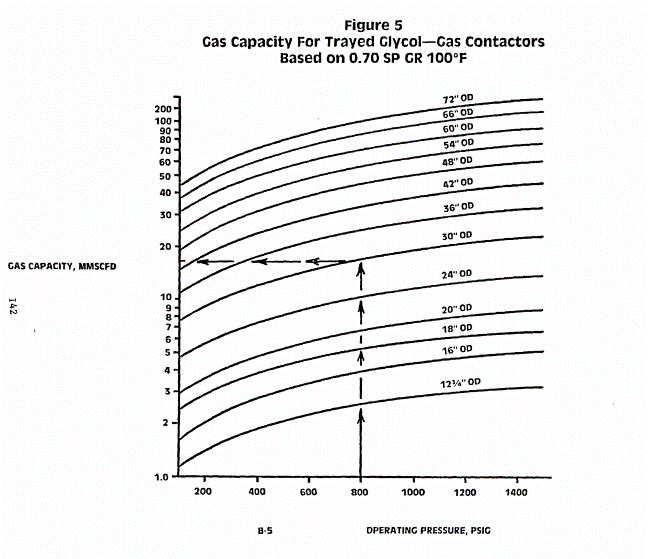 Figure 5
Gas Capacity For Trayed Glycol—Gas Contactors
Based on 0.70 SP GR 100°F
72" OD
66" OD
60" OD
54" OD
48" OD
42" OD
36" OD
30" OD
24" OD
20" OD
18" OD
16" OD
12¾" OD
200
100
90
80
70
60
50
40
30
20
10
9
8
7
6
5
4
3
2
1.0
GAS CAPACITY, MMSCFD
142
200 400 600 800 1000 1200 1400
B-5 OPERATING PRESSURE, PSIG